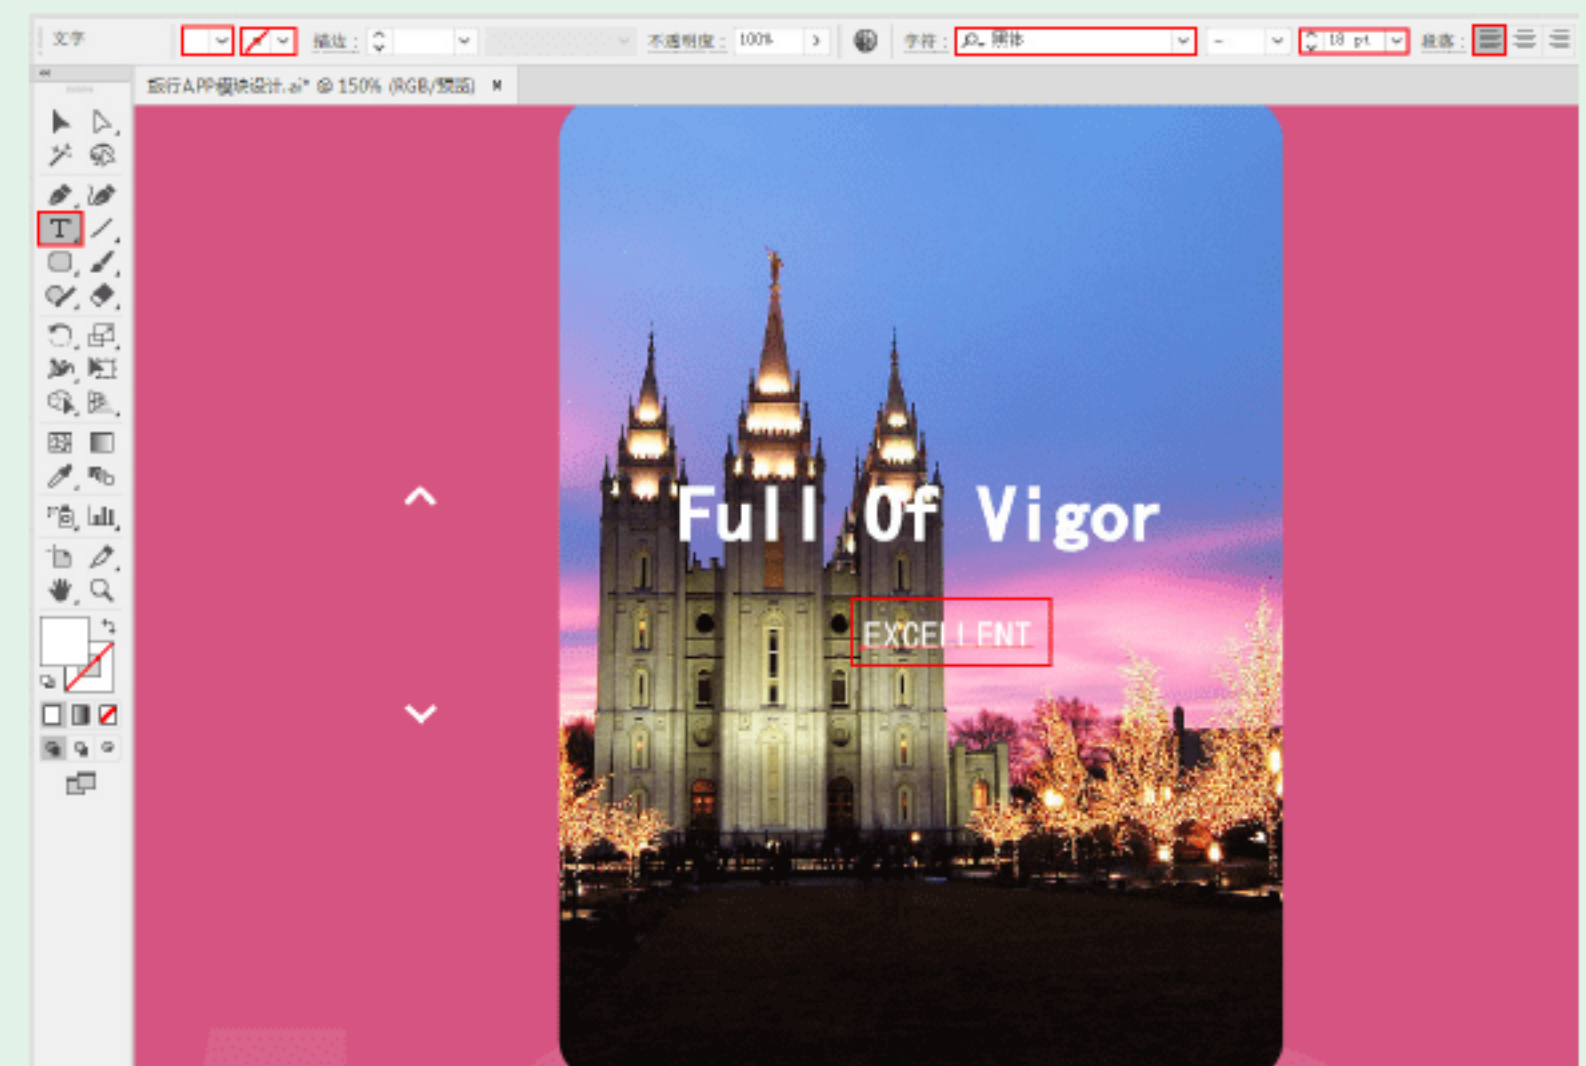 文字 描边： 不透明度： 100% 字符： 黑体 - 18 pt 段落：
旅行APP模块设计.ai* @ 150% (RGB/预览)
Full Of Vigor
EXCELLENT